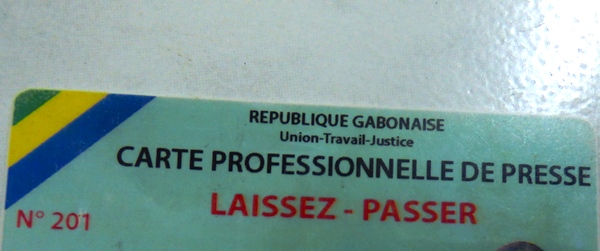 REPUBLIQUE GABONAISE
Union-Travail-Justice
CARTE PROFESSIONNELLE DE PRESSE
LAISSEZ - PASSER
N° 201